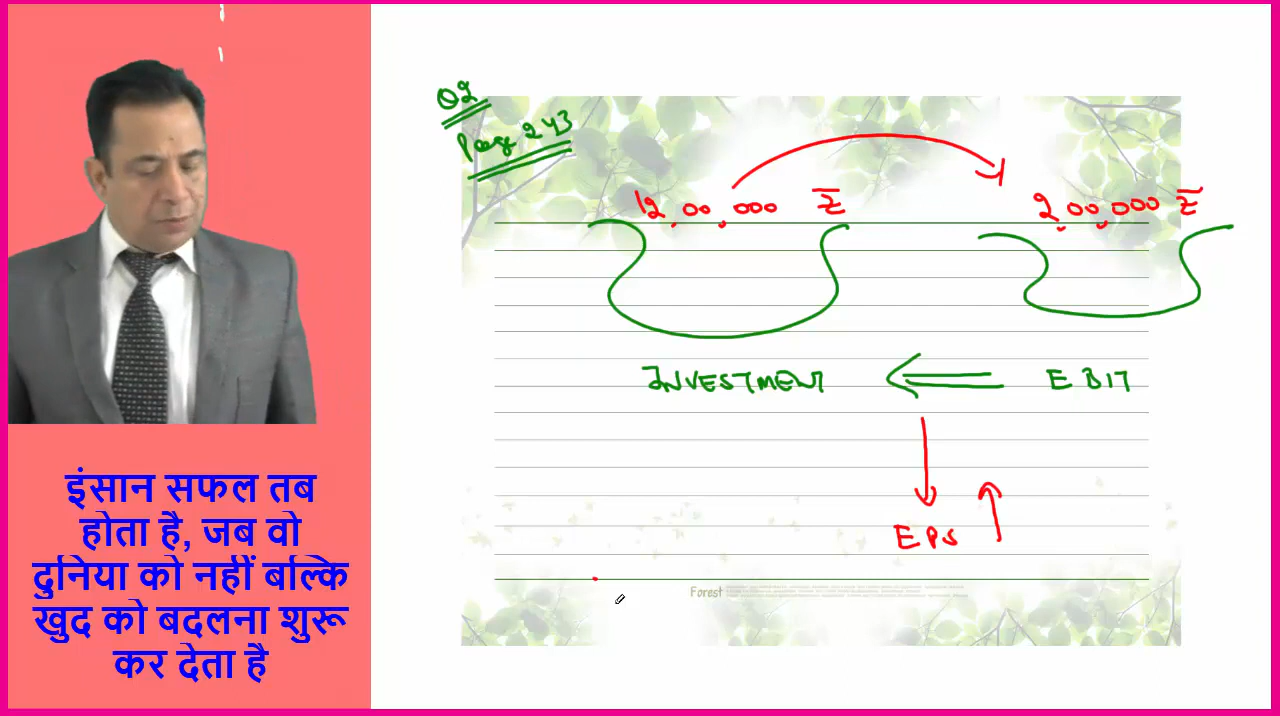 Q2
Page 243
12,00,000 ₹
2,00,000 ₹
INVESTMENT
EBIT
EPS
Forest
इंसान सफल तब
होता है, जब वो
दुनिया को नहीं बल्कि
खुद को बदलना शुरू
कर देता है